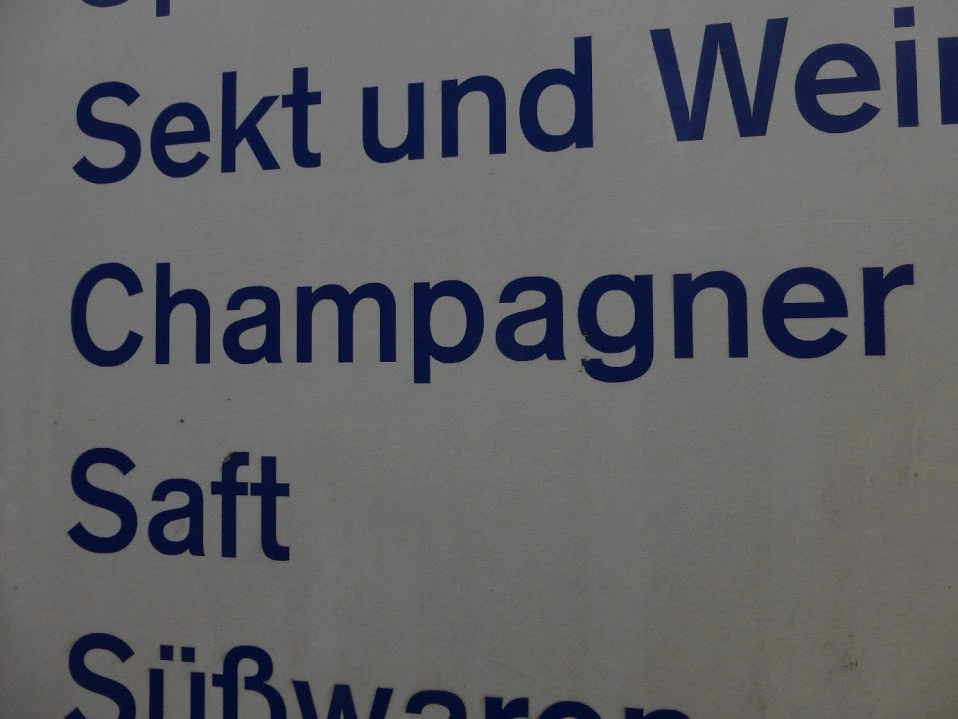 Sekt und Wein
Champagner
Saft
Süßwaren